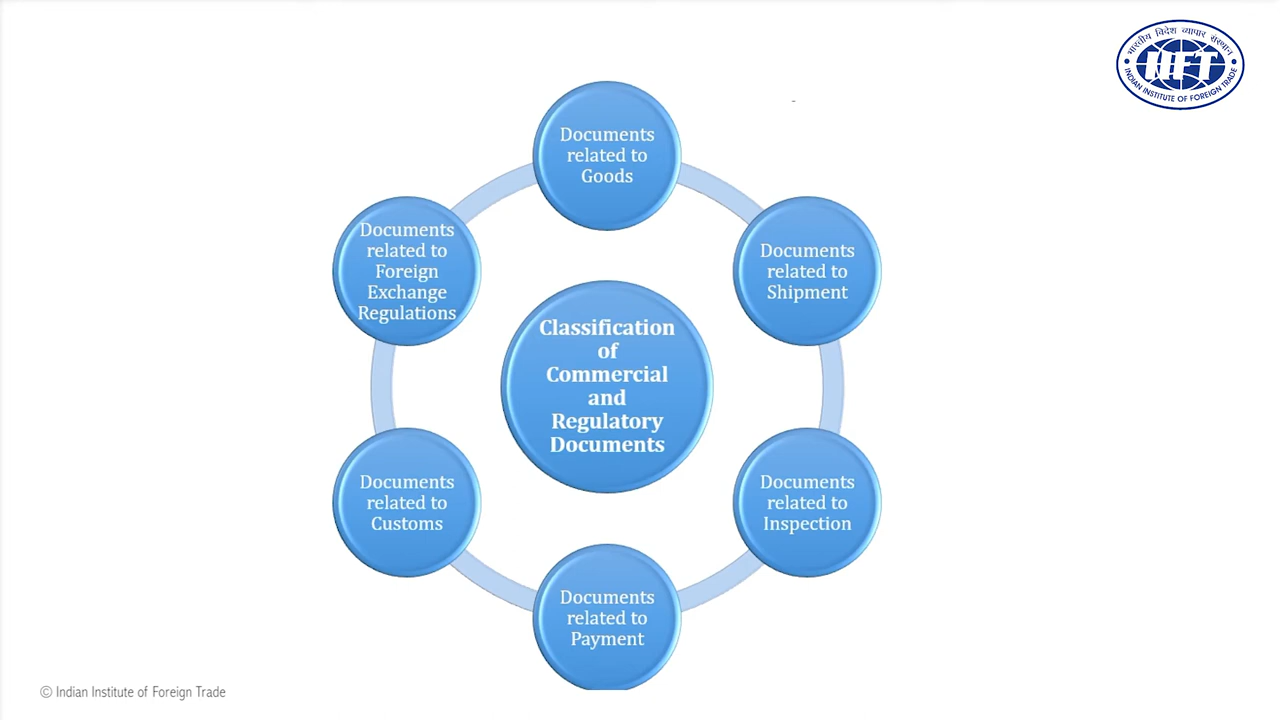 भारतीय विदेश व्यापार संस्थान
IIFT
INDIAN INSTITUTE OF FOREIGN TRADE
Documents
related to
Goods
Documents
related to
Shipment
Documents
related to
Inspection
Documents
related to
Payment
Documents
related to
Customs
Documents
related to
Foreign
Exchange
Regulations
Classification
of
Commercial
and
Regulatory
Documents
© Indian Institute of Foreign Trade